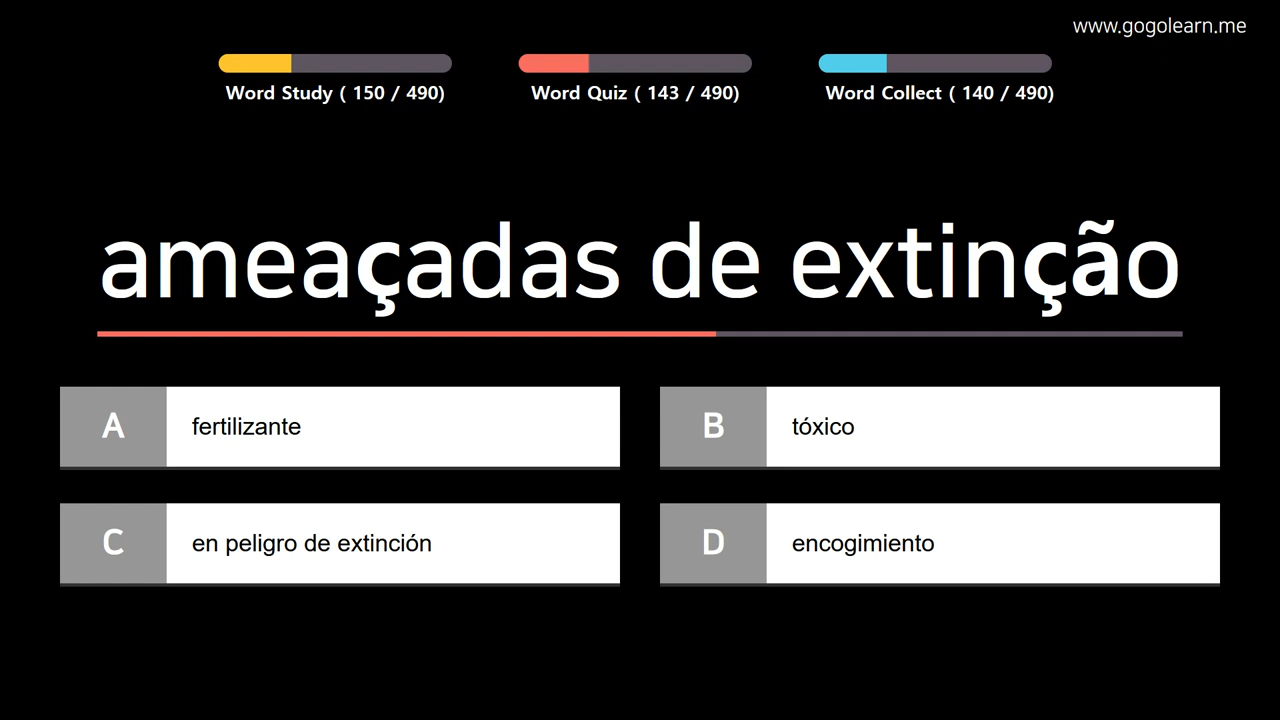 www.gogolearn.me
Word Study ( 150 / 490)
Word Quiz ( 143 / 490)
Word Collect ( 140 / 490)
ameaçadas de extinção
A fertilizante
B tóxico
C en peligro de extinción
D encogimiento